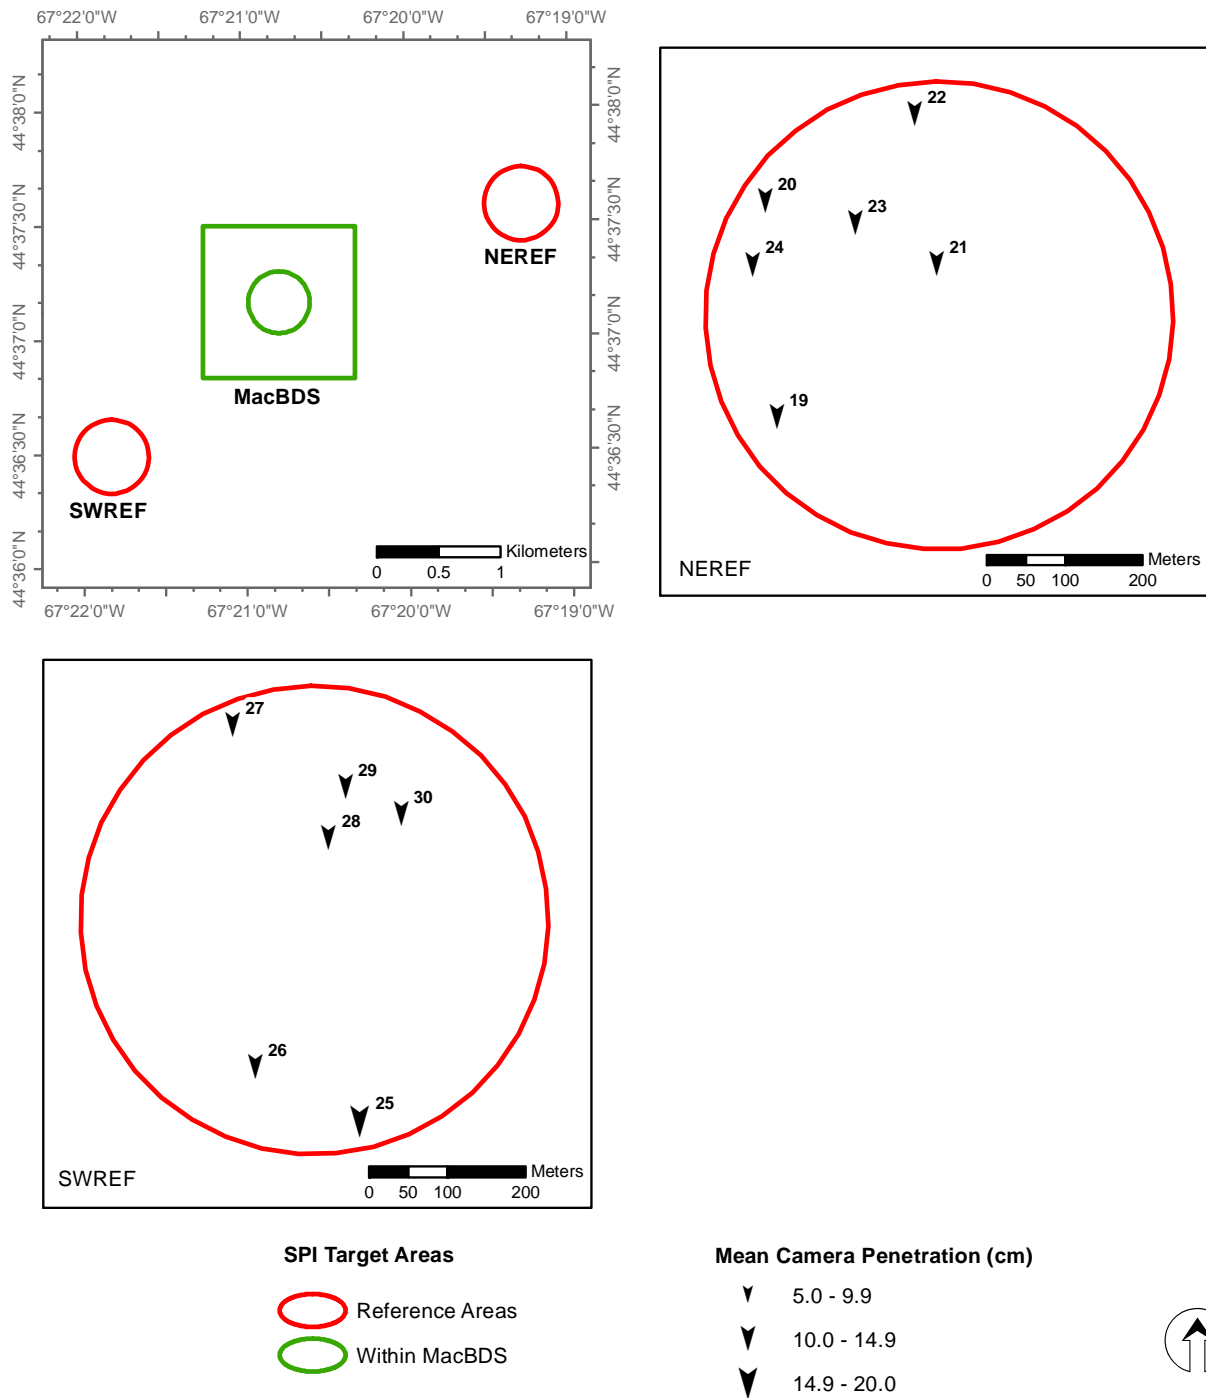 67°22'0"W 67°21'0"W 67°20'0"W 67°19'0"W
44°38'0"N
44°37'30"N
44°37'0"N
44°36'30"N
44°36'0"N
44°38'0"N
44°37'30"N
44°37'0"N
44°36'30"N
NEREF
MacBDS
SWREF
Kilometers
0 0.5 1
67°22'0"W 67°21'0"W 67°20'0"W 67°19'0"W
22
20
23
24
21
19
NEREF
Meters
0 50 100 200
27
29
30
28
26
25
SWREF
Meters
0 50 100 200
SPI Target Areas
Reference Areas
Within MacBDS
Mean Camera Penetration (cm)
5.0 - 9.9
10.0 - 14.9
14.9 - 20.0